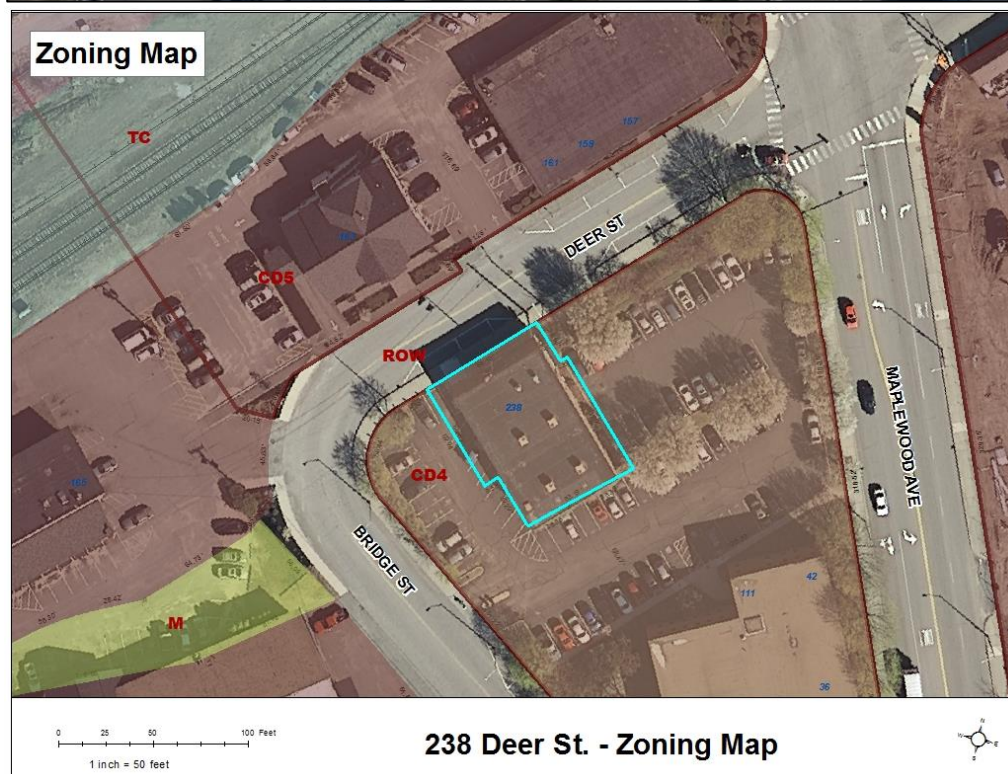 Zoning Map
TC
157
159
161
CD5
DEER ST
ROW
238
CD4
MAPLEWOOD AVE
165
BRIDGE ST
M
42
111
36
0 25 50 100 Feet
1 inch = 50 feet
238 Deer St. - Zoning Map